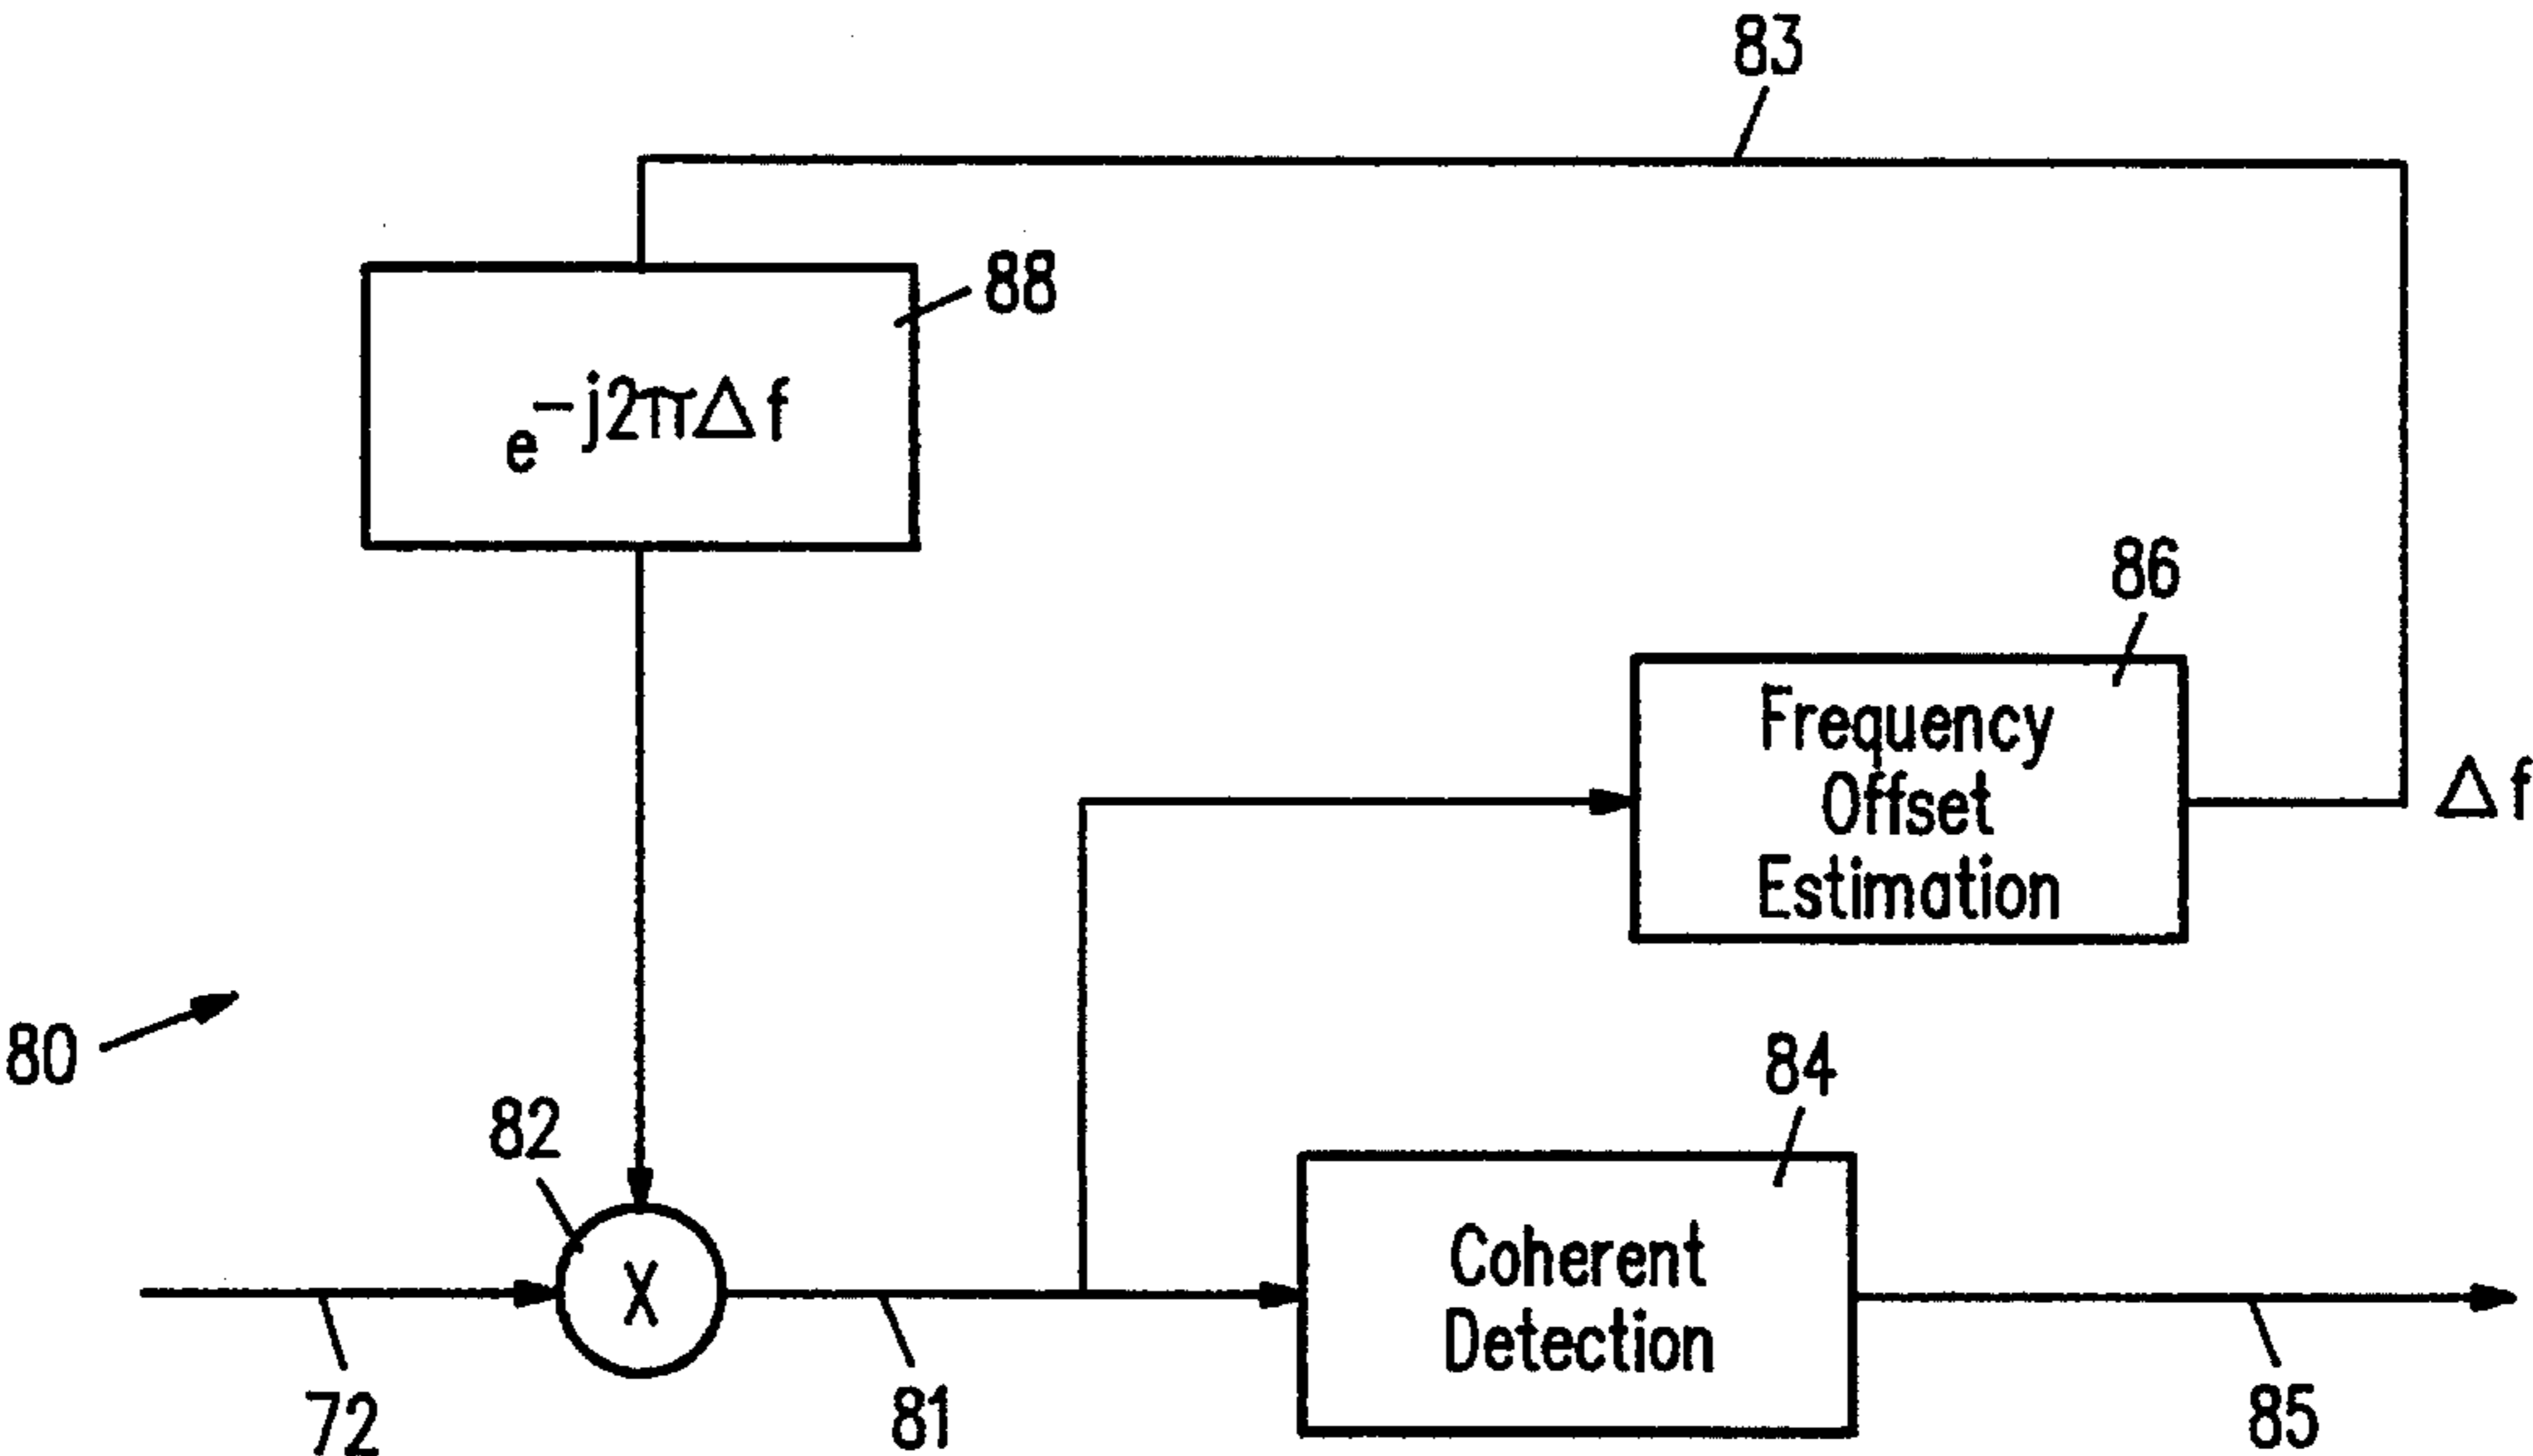 83
88
e^-j2πΔf
86
Frequency
Offset
Estimation
Δf
80
84
82
Coherent
Detection
X
72
81
85